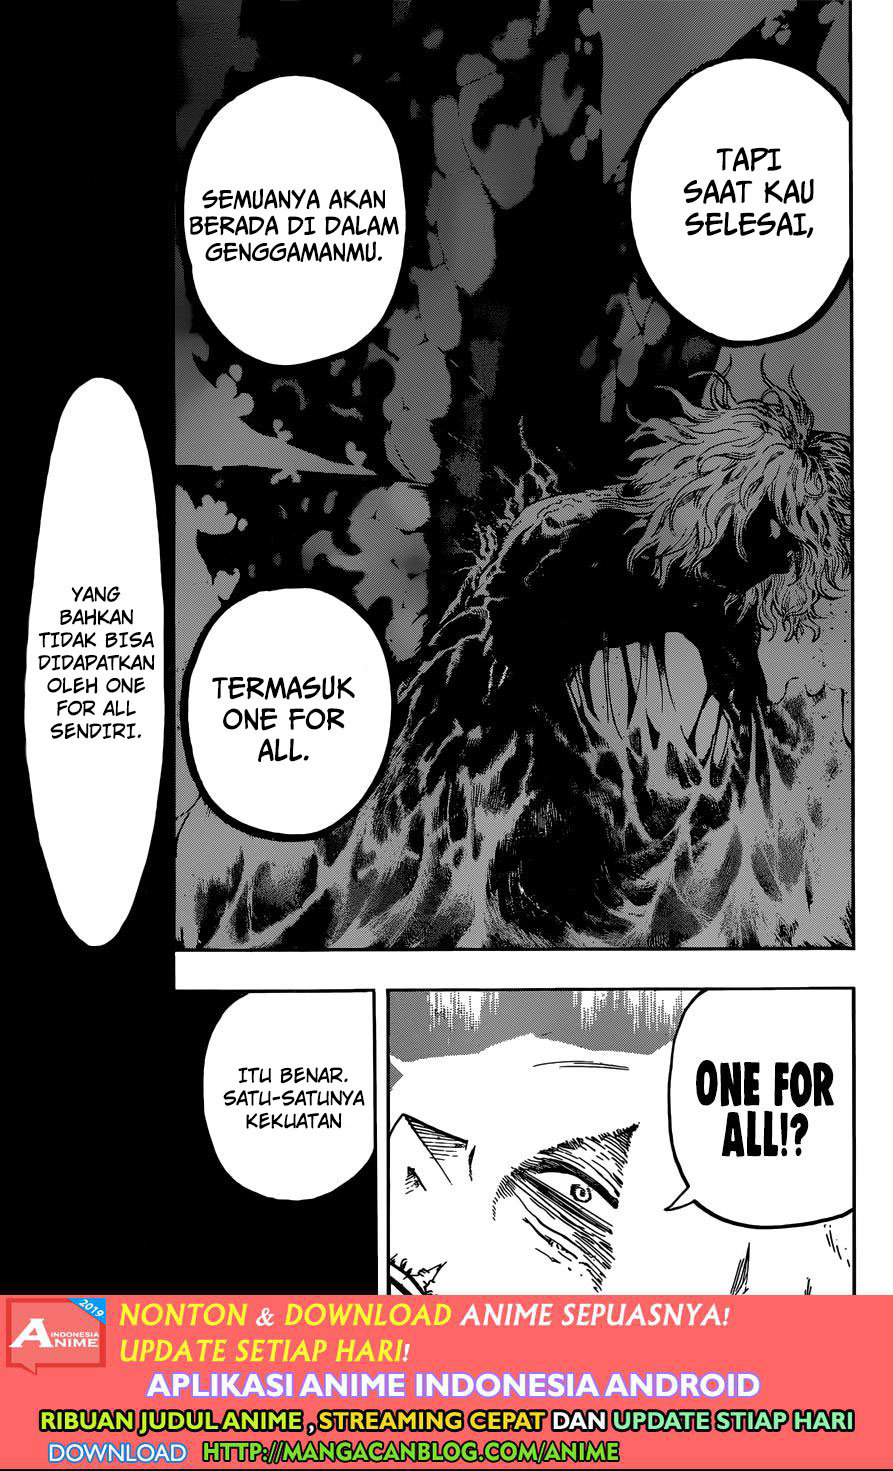 TAPI
SAAT KAU
SELESAI,
SEMUANYA AKAN
BERADA DI DALAM
GENGGAMANMU.
TERMASUK
ONE FOR
ALL.
YANG
BAHKAN
TIDAK BISA
DIDAPATKAN
OLEH ONE
FOR ALL
SENDIRI.
ONE FOR
ALL!?
ITU BENAR.
SATU-SATUNYA
KEKUATAN
2019
INDONESIA
ANIME
NONTON & DOWNLOAD ANIME SEPUASNYA!
UPDATE SETIAP HARI!
APLIKASI ANIME INDONESIA ANDROID
RIBUAN JUDUL ANIME , STREAMING CEPAT DAN UPDATE STIAP HARI
DOWNLOAD HTTP://MANGACANBLOG.COM/ANIME